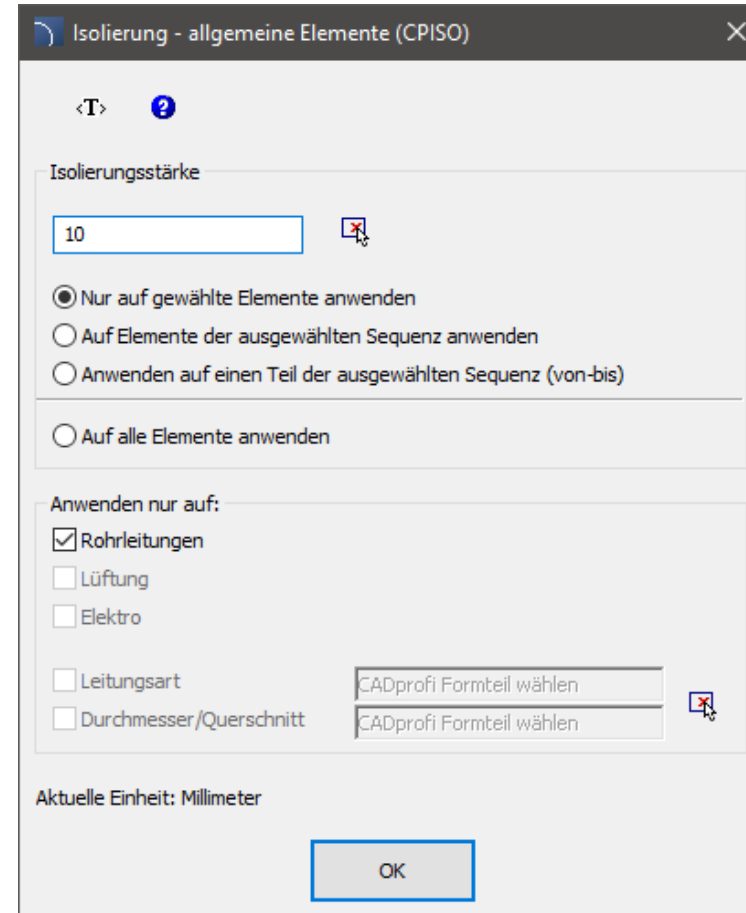 Isolierung - allgemeine Elemente (CPISO)
<T>
?
Isolierungsstärke
10
Nur auf gewählte Elemente anwenden
Auf Elemente der ausgewählten Sequenz anwenden
Anwenden auf einen Teil der ausgewählten Sequenz (von-bis)
Auf alle Elemente anwenden
Anwenden nur auf:
Rohrleitungen
Lüftung
Elektro
Leitungsart CADprofi Formteil wählen
Durchmesser/Querschnitt CADprofi Formteil wählen
Aktuelle Einheit: Millimeter
OK